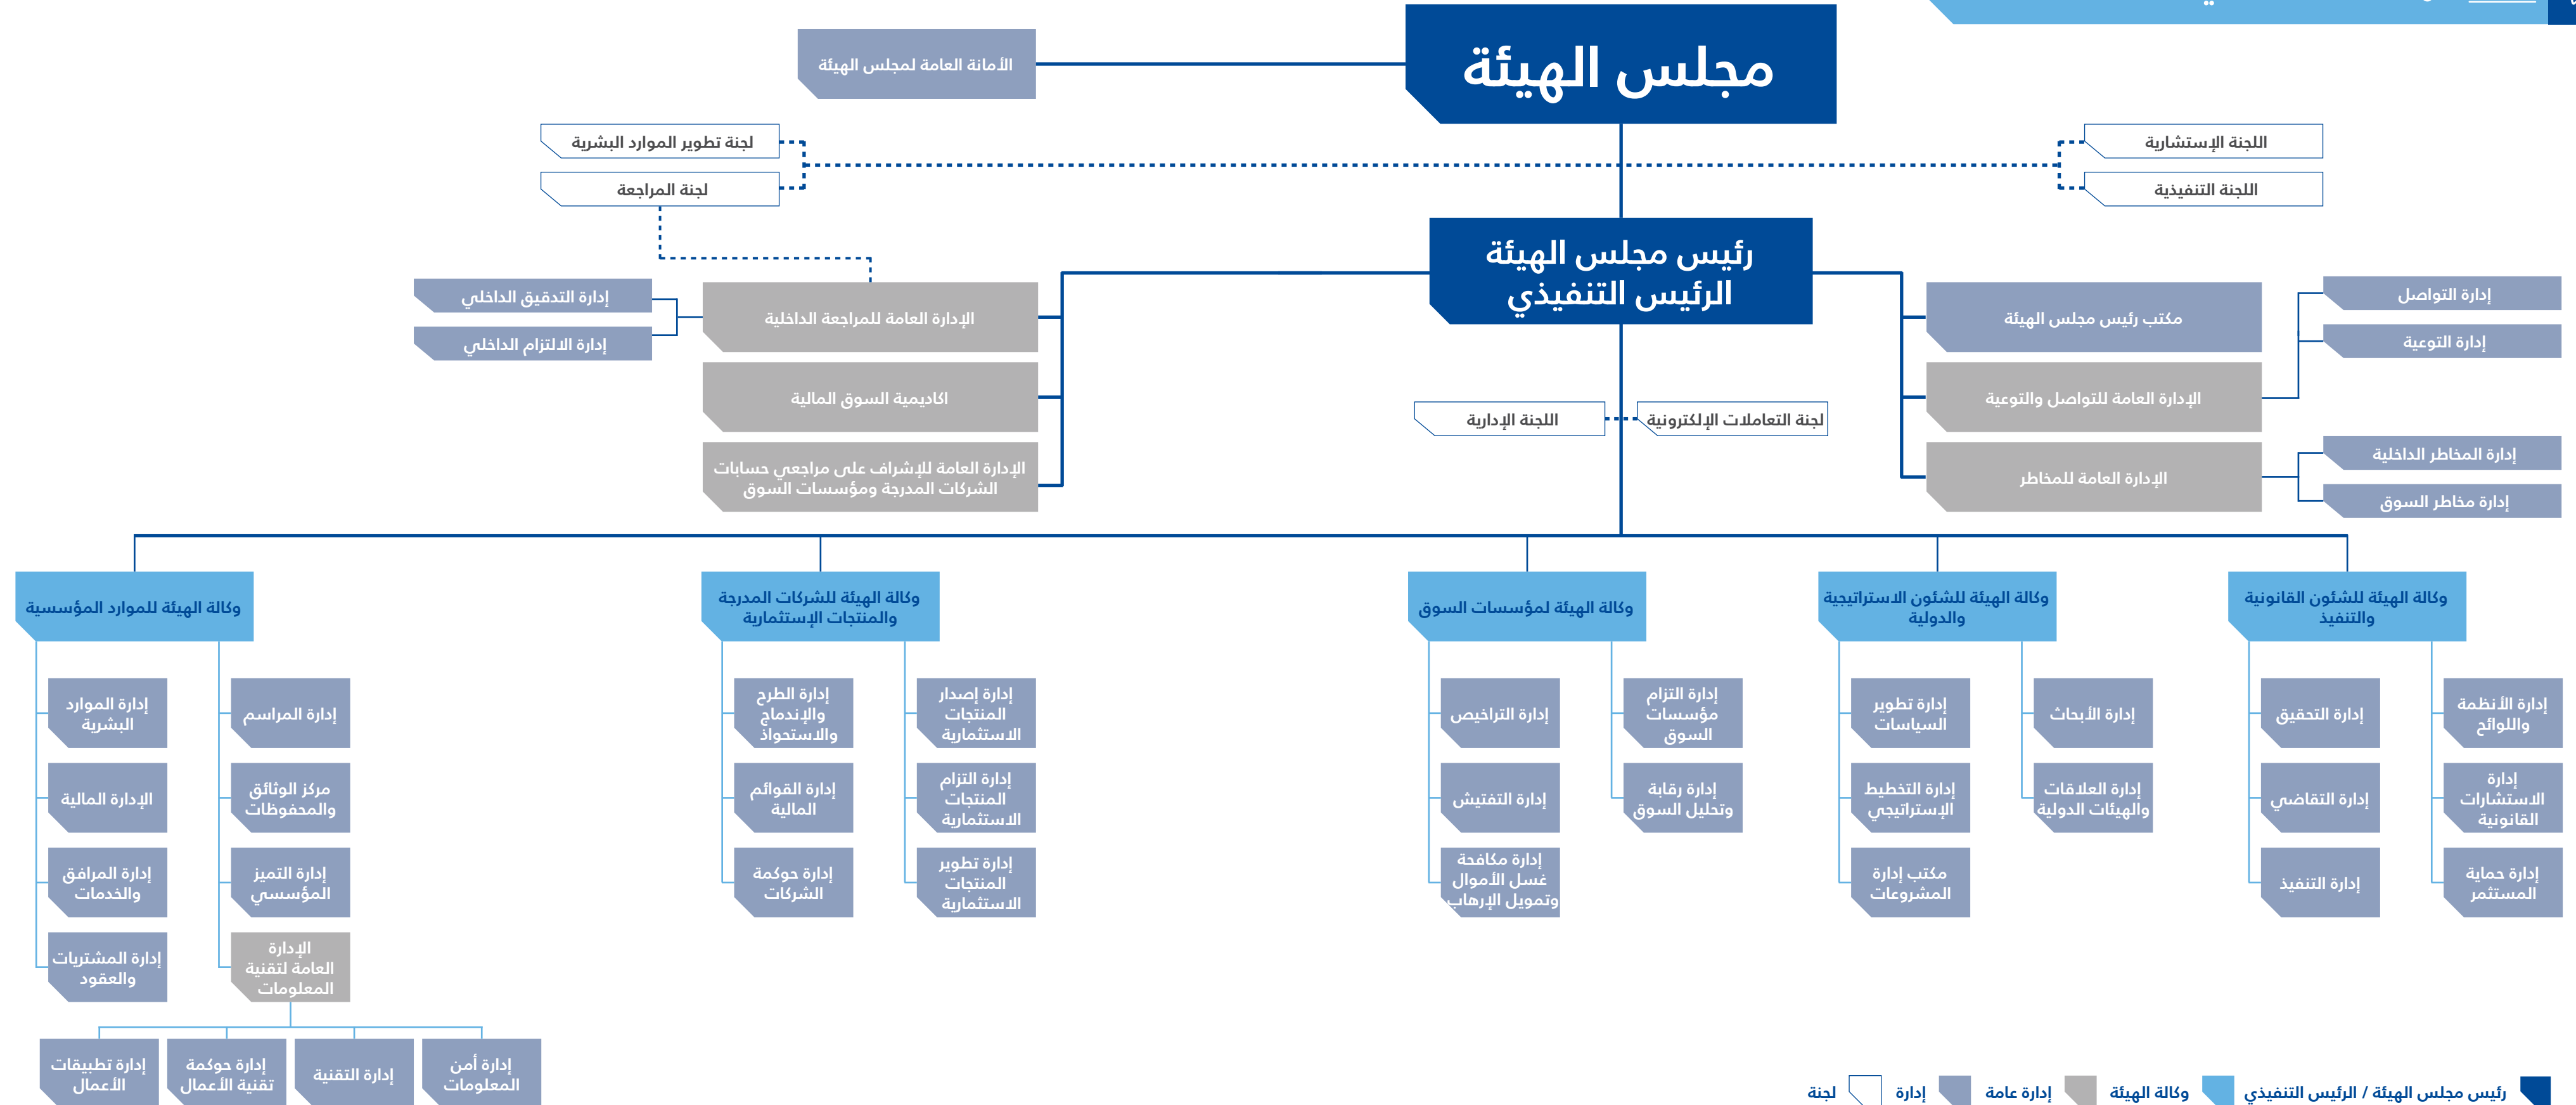 مجلس الهيئة
الأمانة العامة لمجلس الهيئة
اللجنة الإستشارية
اللجنة التنفيذية
لجنة تطوير الموارد البشرية
لجنة المراجعة
رئيس مجلس الهيئة
الرئيس التنفيذي
إدارة التواصل
إدارة التوعية
مكتب رئيس مجلس الهيئة
الإدارة العامة للتواصل والتوعية
الإدارة العامة للمخاطر
إدارة المخاطر الداخلية
إدارة مخاطر السوق
الإدارة العامة للمراجعة الداخلية
إدارة التدقيق الداخلي
إدارة الالتزام الداخلي
اكاديمية السوق المالية
الإدارة العامة للإشراف على مراجعي حسابات
الشركات المدرجة ومؤسسات السوق
لجنة التعاملات الإلكترونية
اللجنة الإدارية
وكالة الهيئة للشئون القانونية
والتنفيذ
إدارة الأنظمة
واللوائح
إدارة
الاستشارات
القانونية
إدارة حماية
المستثمر
إدارة التحقيق
إدارة التقاضي
إدارة التنفيذ
وكالة الهيئة للشئون الاستراتيجية
والدولية
إدارة الأبحاث
إدارة العلاقات
والهيئات الدولية
إدارة تطوير
السياسات
إدارة التخطيط
الإستراتيجي
مكتب إدارة
المشروعات
وكالة الهيئة لمؤسسات السوق
إدارة التزام
مؤسسات
السوق
إدارة رقابة
وتحليل السوق
إدارة التراخيص
إدارة التفتيش
إدارة مكافحة
غسل الأموال
وتمويل الإرهاب
وكالة الهيئة للشركات المدرجة
والمنتجات الإستثمارية
إدارة إصدار
المنتجات
الاستثمارية
إدارة التزام
المنتجات
الاستثمارية
إدارة تطوير
المنتجات
الاستثمارية
إدارة الطرح
والإندماج
والاستحواذ
إدارة القوائم
المالية
إدارة حوكمة
الشركات
وكالة الهيئة للموارد المؤسسية
إدارة المراسم
مركز الوثائق
والمحفوظات
إدارة التميز
المؤسسي
الإدارة
العامة لتقنية
المعلومات
إدارة الموارد
البشرية
الإدارة المالية
إدارة المرافق
والخدمات
إدارة المشتريات
والعقود
إدارة أمن
المعلومات
إدارة التقنية
إدارة حوكمة
تقنية الأعمال
إدارة تطبيقات
الأعمال
رئيس مجلس الهيئة / الرئيس التنفيذي
وكالة الهيئة
إدارة عامة
إدارة
لجنة